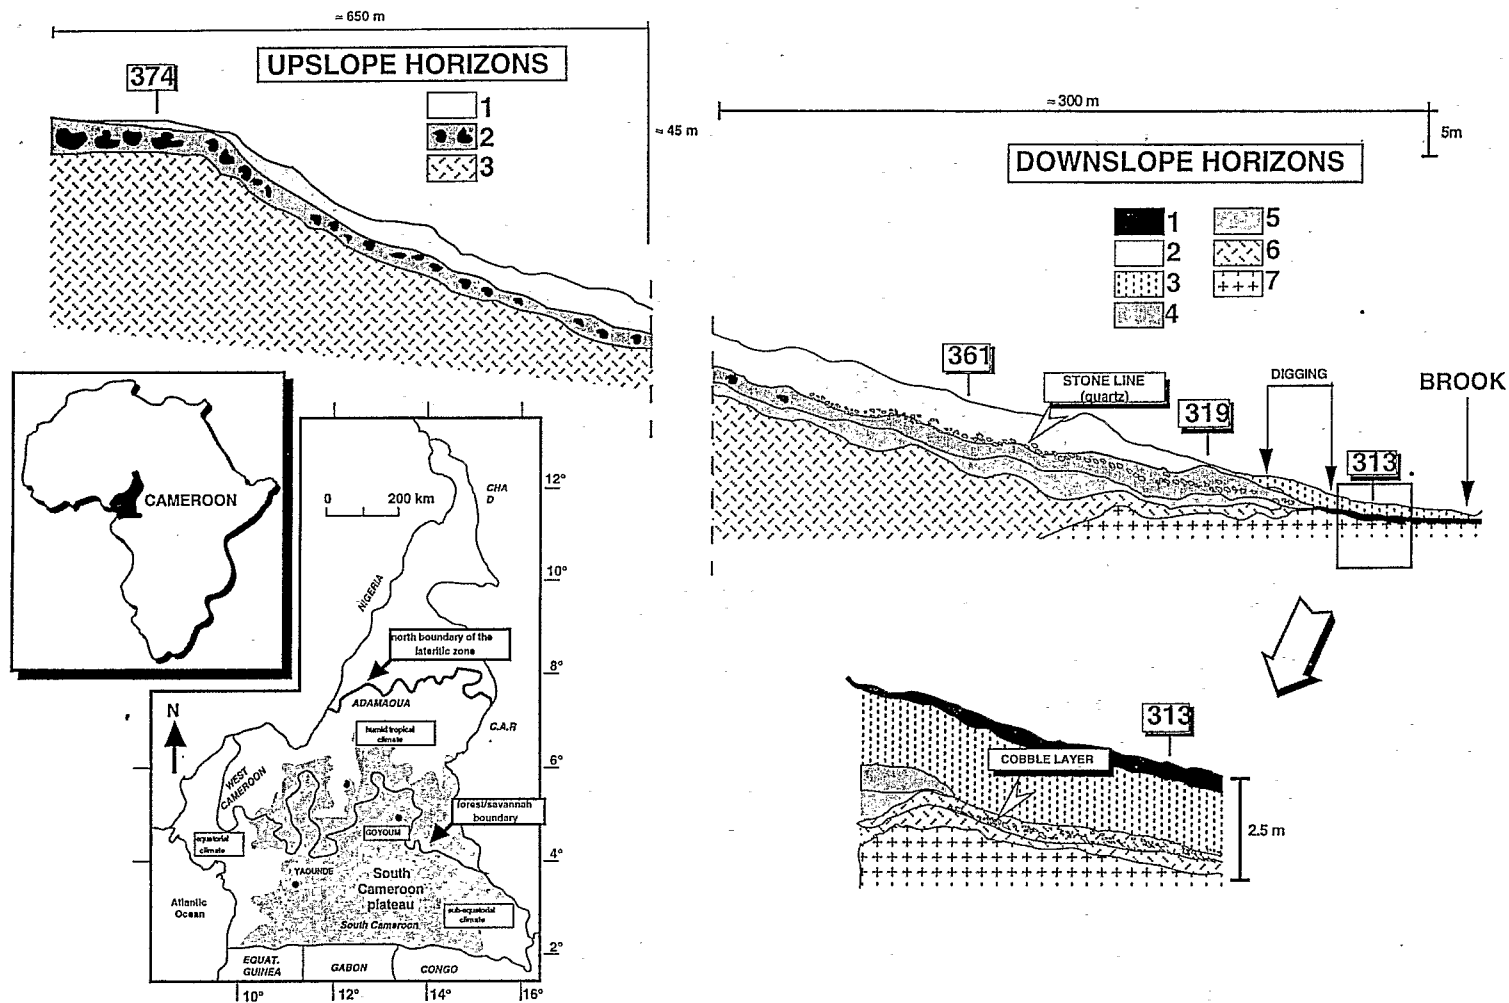 ≈ 650 m
UPSLOPE HORIZONS
374
1
2
3
≈ 45 m
≈ 300 m
5m
DOWNSLOPE HORIZONS
1
2
3
4
5
6
7
361
STONE LINE
(quartz)
319
DIGGING
313
BROOK
CAMEROON
0 200 km
CHA
D
12°
10°
8°
6°
4°
2°
NIGERIA
north boundary of the
lateritic zone
ADAMAOUA
C.A.R
N
humid tropical
climate
WEST
CAMEROON
forest/savannah
boundary
GOYOUM
equatorial
climate
YAOUNDE
South
Cameroon
plateau
Atlantic
Ocean
sub-equatorial
climate
South Cameroon
EQUAT.
GUINEA
GABON
CONGO
10°
12°
14°
16°
313
COBBLE LAYER
2.5 m